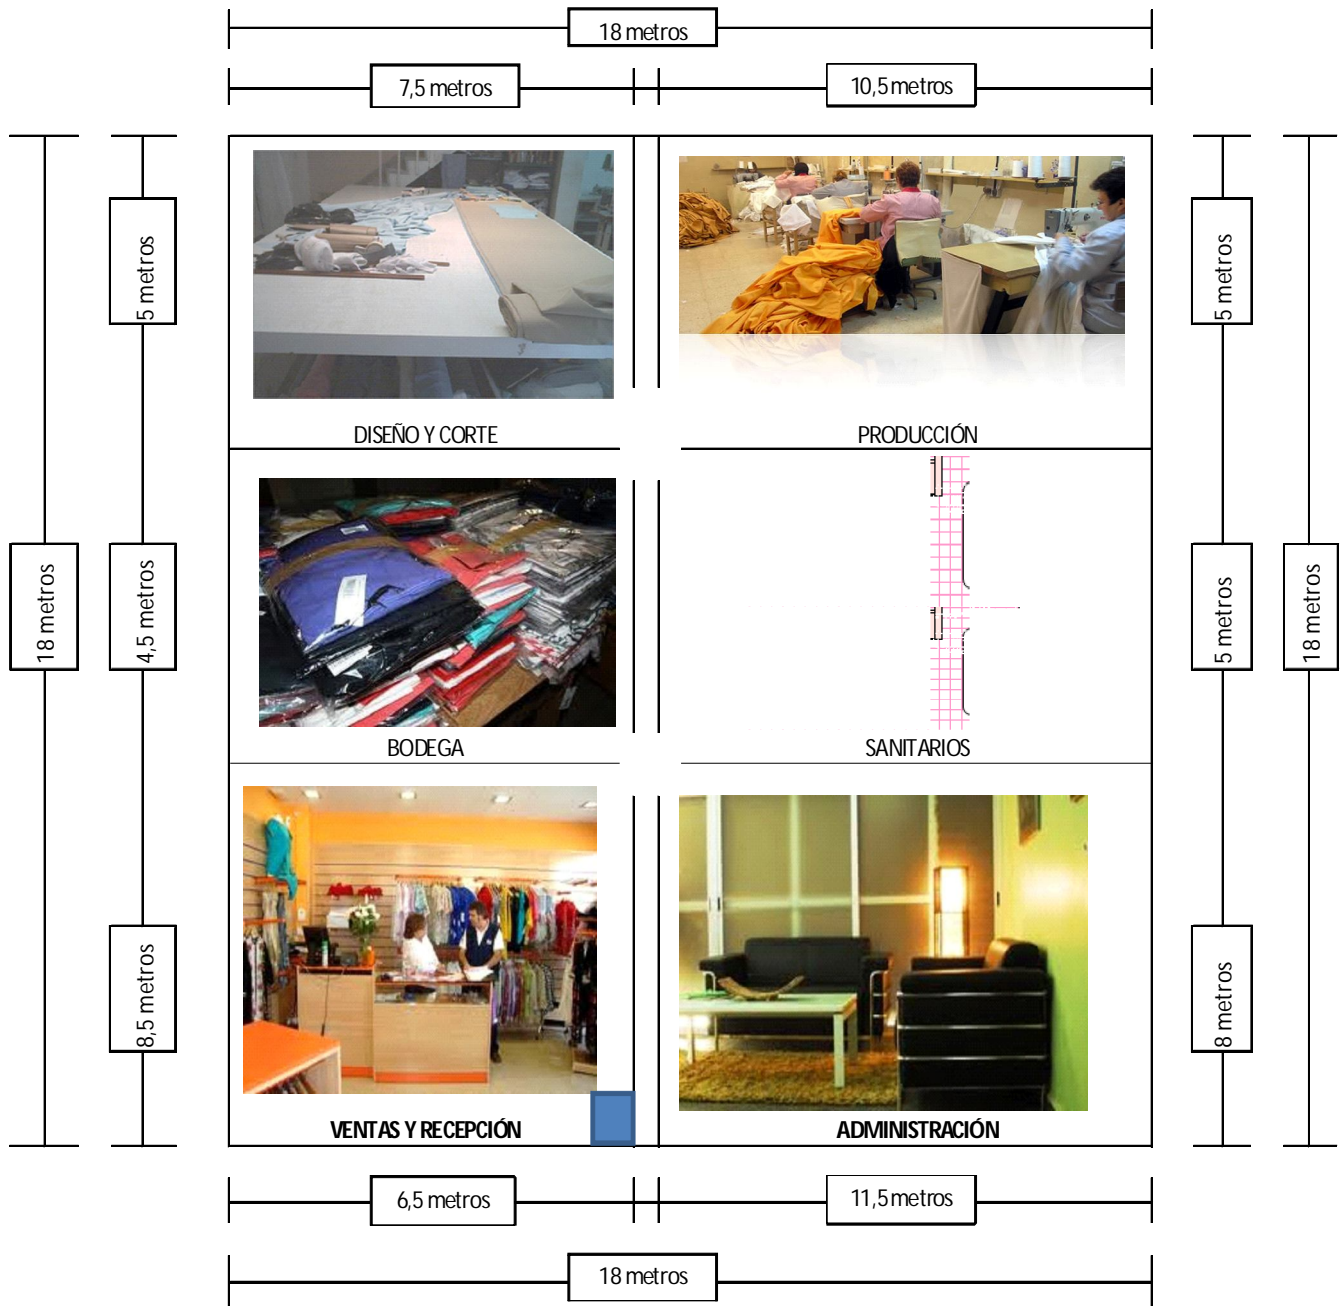 18 metros
7,5 metros
10,5 metros
5 metros
5 metros
DISEÑO Y CORTE
PRODUCCIÓN
18 metros
4,5 metros
5 metros
18 metros
BODEGA
SANITARIOS
8,5 metros
8 metros
VENTAS Y RECEPCIÓN
ADMINISTRACIÓN
6,5 metros
11,5 metros
18 metros